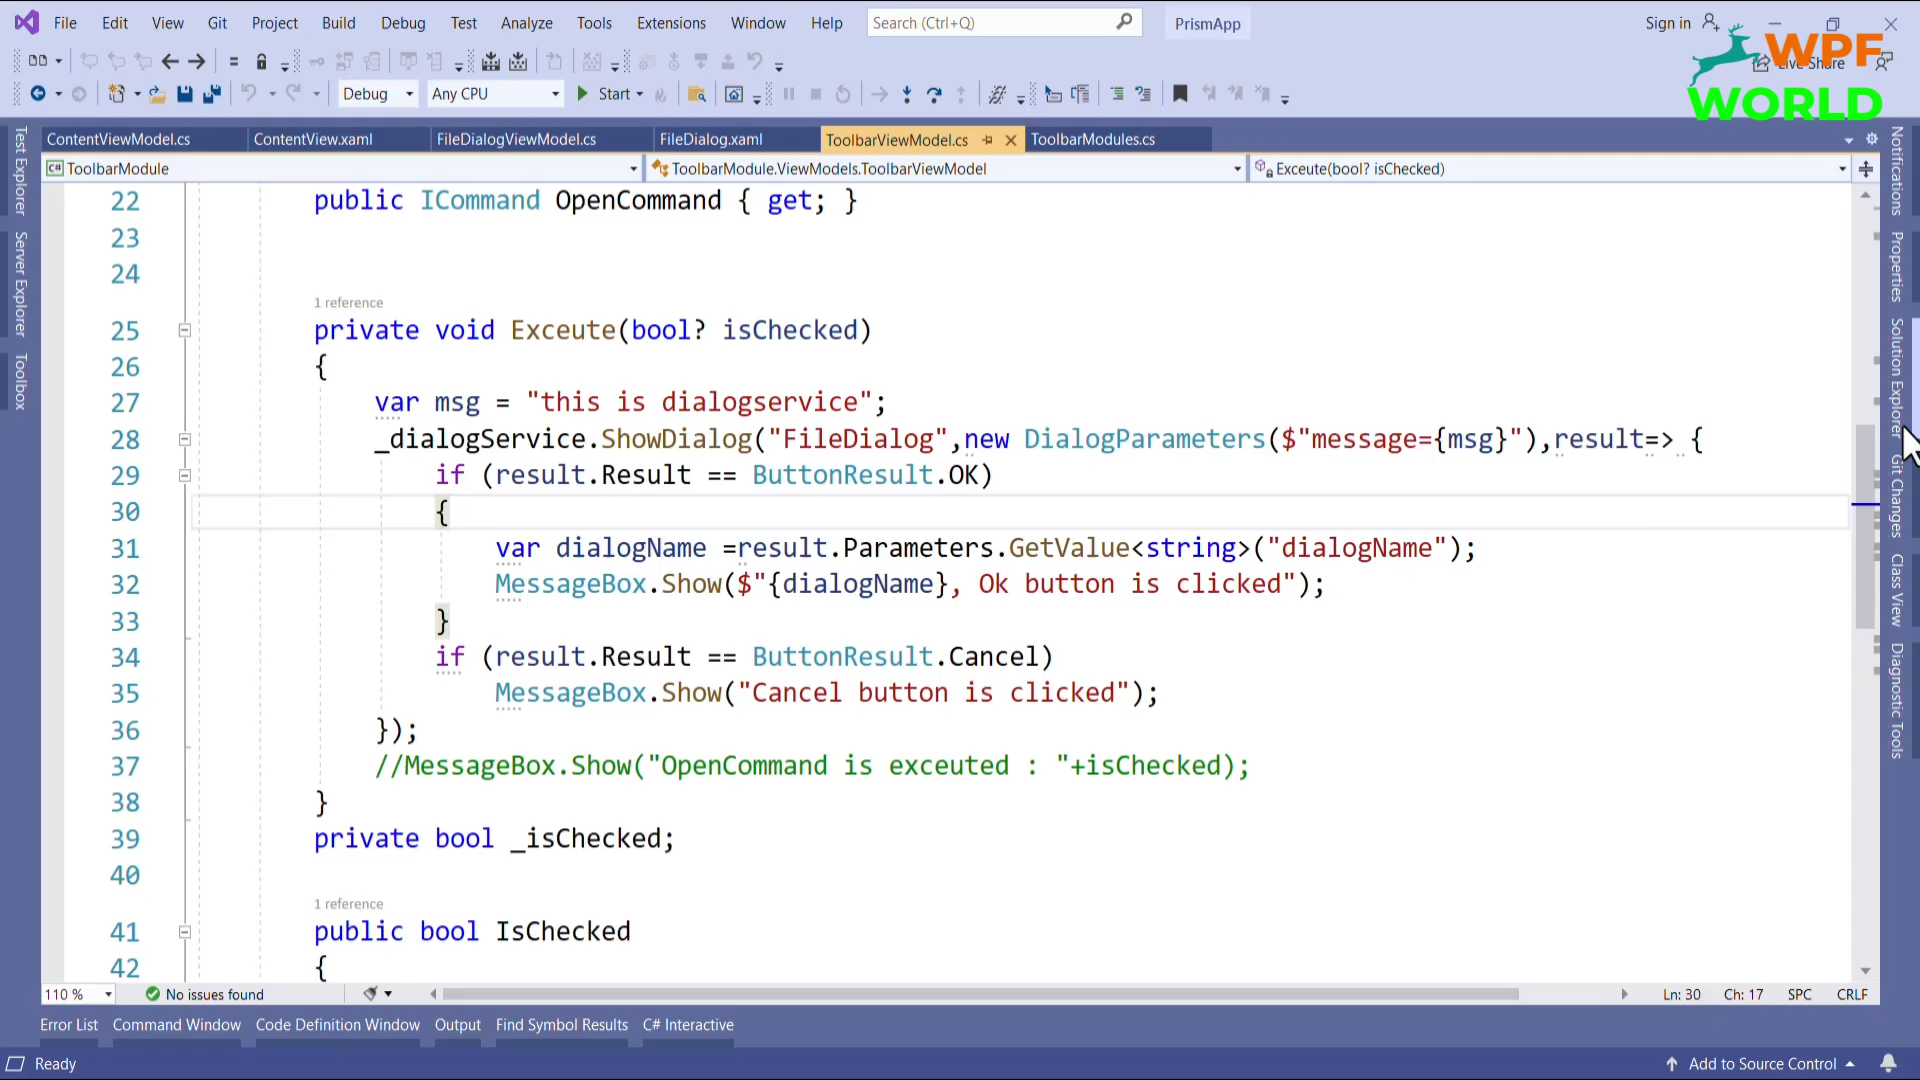 File Edit View Git Project Build Debug Test Analyze Tools Extensions Window Help Search (Ctrl+Q) PrismApp Sign in
WPF
WORLD
Live Share
Debug Any CPU Start
ContentViewModel.cs ContentView.xaml FileDialogViewModel.cs FileDialog.xaml ToolbarViewModel.cs ToolbarModules.cs
C# ToolbarModule ToolbarModule.ViewModels.ToolbarViewModel Exceute(bool? isChecked)
Test Explorer
Server Explorer
Toolbox
22 public ICommand OpenCommand { get; }
23
24
1 reference
25 private void Exceute(bool? isChecked)
26 {
27 var msg = "this is dialogservice";
28 _dialogService.ShowDialog("FileDialog",new DialogParameters($"message={msg}"),result=> {
29 if (result.Result == ButtonResult.OK)
30 {
31 var dialogName =result.Parameters.GetValue<string>("dialogName");
32 MessageBox.Show($"{dialogName}, Ok button is clicked");
33 }
34 if (result.Result == ButtonResult.Cancel)
35 MessageBox.Show("Cancel button is clicked");
36 });
37 //MessageBox.Show("OpenCommand is exceuted : "+isChecked);
38 }
39 private bool _isChecked;
40
1 reference
41 public bool IsChecked
42 {
Notifications
Properties
Solution Explorer
Git Changes
Class View
Diagnostic Tools
110 % No issues found Ln: 30 Ch: 17 SPC CRLF
Error List Command Window Code Definition Window Output Find Symbol Results C# Interactive
Ready Add to Source Control